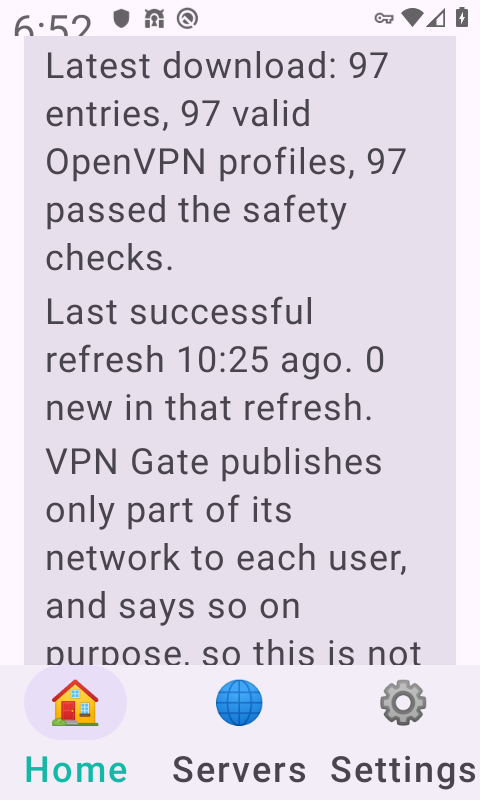 6:52
Latest download: 97
entries, 97 valid
OpenVPN profiles, 97
passed the safety
checks.
Last successful
refresh 10:25 ago. 0
new in that refresh.
VPN Gate publishes
only part of its
network to each user,
and says so on
purpose, so this is not
Home
Servers
Settings